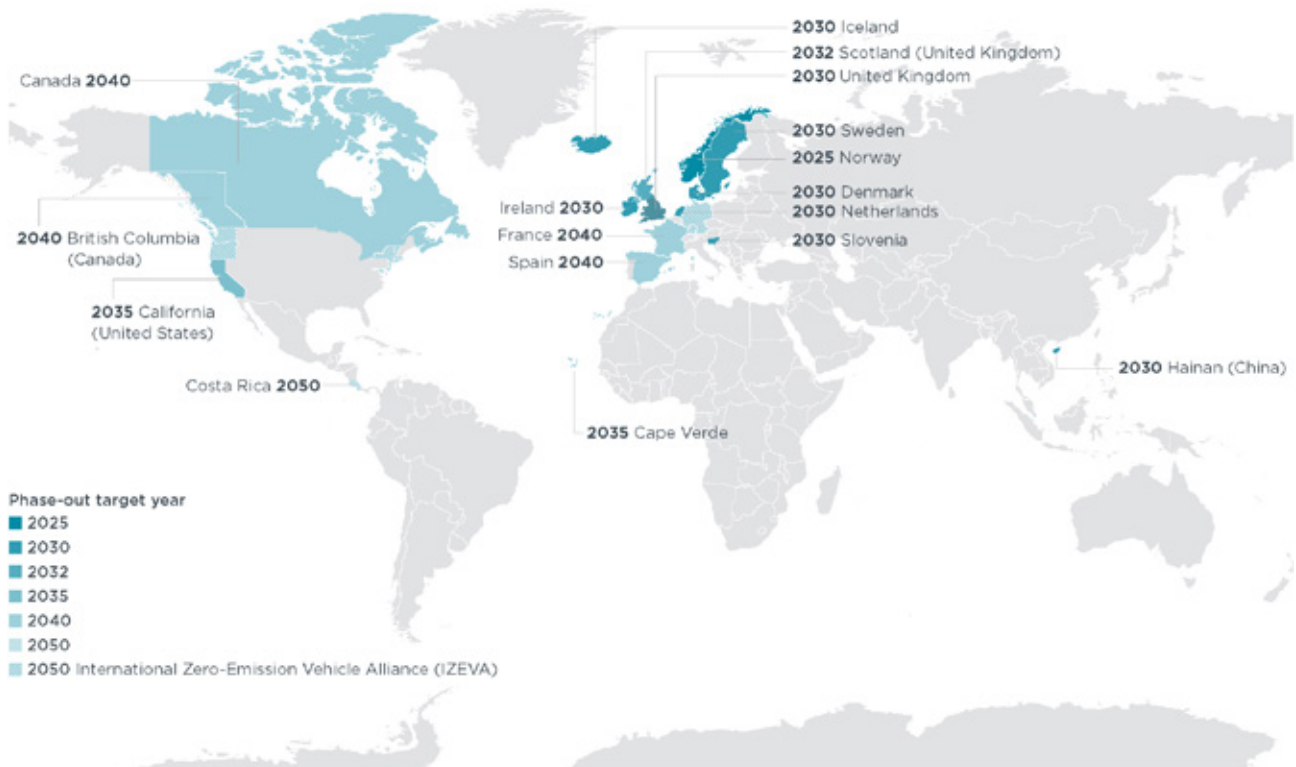 2030 Iceland
2032 Scotland (United Kingdom)
2030 United Kingdom
Canada 2040
2030 Sweden
2025 Norway
2030 Denmark
Ireland 2030
2030 Netherlands
France 2040
2030 Slovenia
Spain 2040
2040 British Columbia
(Canada)
2035 California
(United States)
2030 Hainan (China)
Costa Rica 2050
2035 Cape Verde
Phase-out target year
2025
2030
2032
2035
2040
2050
2050 International Zero-Emission Vehicle Alliance (IZEVA)